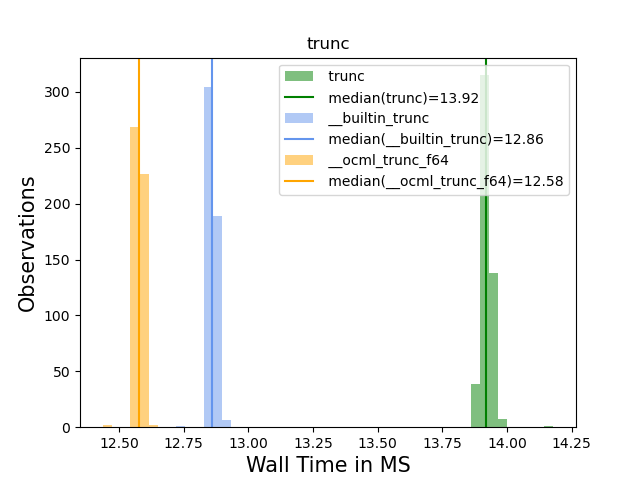 trunc
trunc
median(trunc)=13.92
__builtin_trunc
median(__builtin_trunc)=12.86
__ocml_trunc_f64
median(__ocml_trunc_f64)=12.58
Observations
300
250
200
150
100
50
0
12.50 12.75 13.00 13.25 13.50 13.75 14.00 14.25
Wall Time in MS